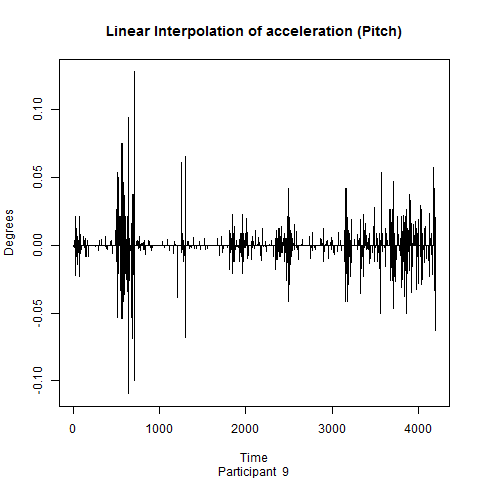 Linear Interpolation of acceleration (Pitch)
0.10
0.05
0.00
-0.05
-0.10
Degrees
0 1000 2000 3000 4000
Time
Participant 9